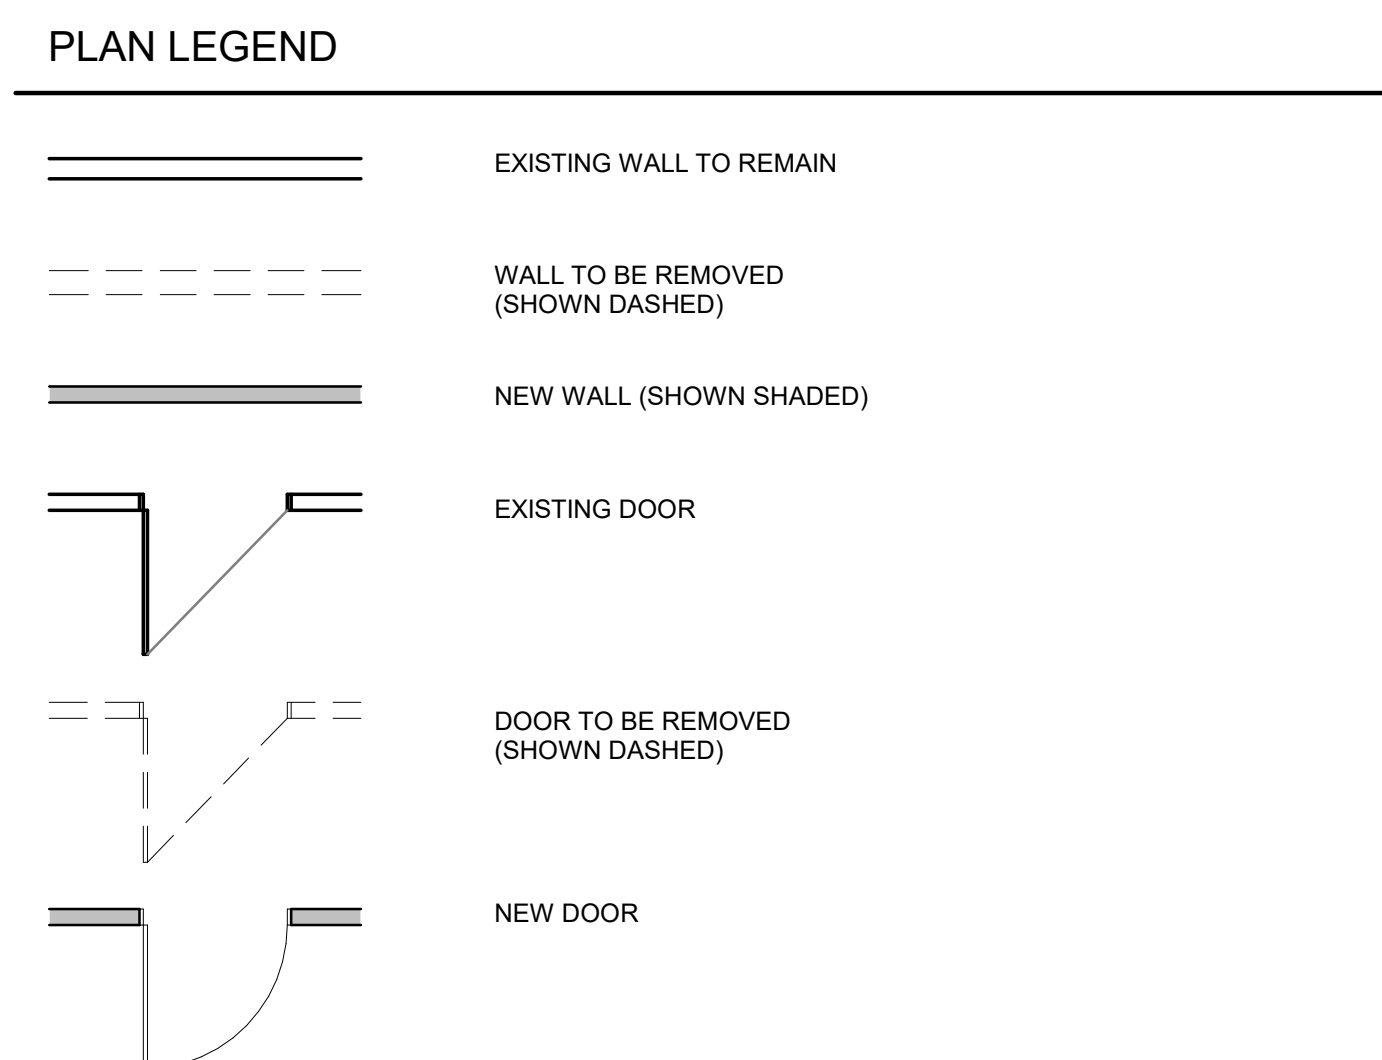 PLAN LEGEND
EXISTING WALL TO REMAIN
WALL TO BE REMOVED
(SHOWN DASHED)
NEW WALL (SHOWN SHADED)
EXISTING DOOR
DOOR TO BE REMOVED
(SHOWN DASHED)
NEW DOOR